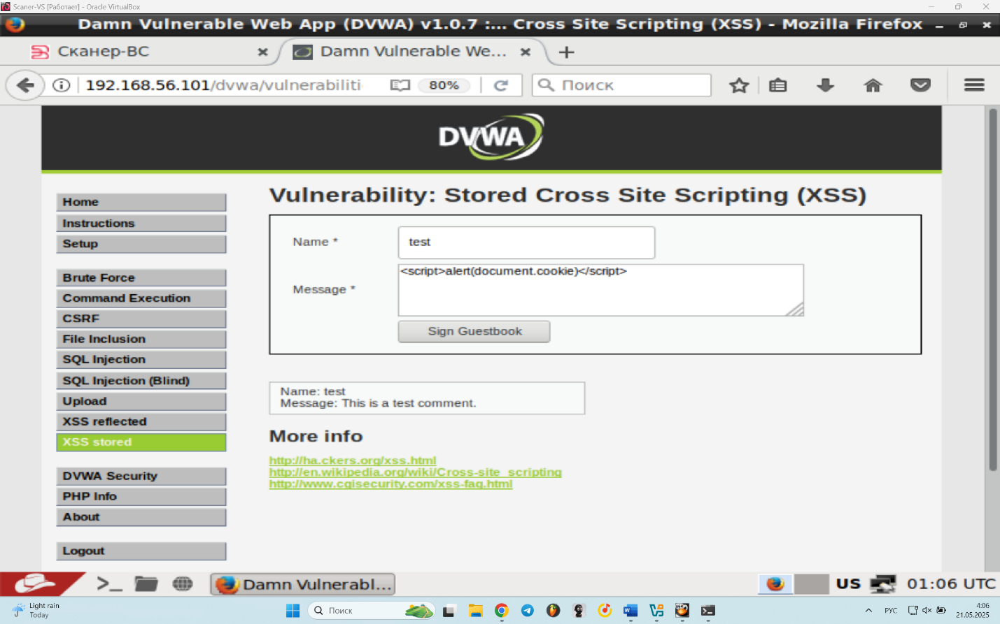 Scaner-VS [Работает] - Oracle VirtualBox
Damn Vulnerable Web App (DVWA) v1.0.7 :... Cross Site Scripting (XSS) - Mozilla Firefox
Сканер-ВС
Damn Vulnerable We...
192.168.56.101/dvwa/vulnerabiliti
80%
Поиск
DVWA
Home
Instructions
Setup
Brute Force
Command Execution
CSRF
File Inclusion
SQL Injection
SQL Injection (Blind)
Upload
XSS reflected
XSS stored
DVWA Security
PHP Info
About
Logout
Vulnerability: Stored Cross Site Scripting (XSS)
Name *
test
Message *
<script>alert(document.cookie)</script>
Sign Guestbook
Name: test
Message: This is a test comment.
More info
http://ha.ckers.org/xss.html
http://en.wikipedia.org/wiki/Cross-site_scripting
http://www.cgisecurity.com/xss-faq.html
Damn Vulnerabl...
US
01:06 UTC
Light rain
Today
Поиск
РУС
4:06
21.05.2025